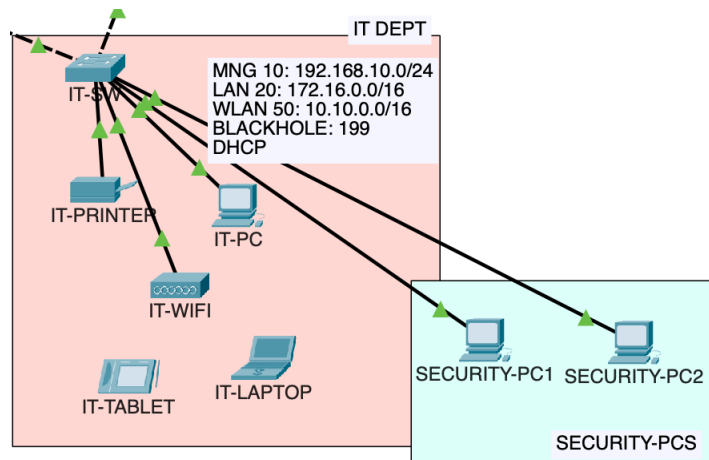 IT DEPT
MNG 10: 192.168.10.0/24
LAN 20: 172.16.0.0/16
WLAN 50: 10.10.0.0/16
BLACKHOLE: 199
DHCP
IT-SW
IT-PRINTER
IT-PC
IT-WIFI
IT-TABLET
IT-LAPTOP
SECURITY-PC1
SECURITY-PC2
SECURITY-PCS